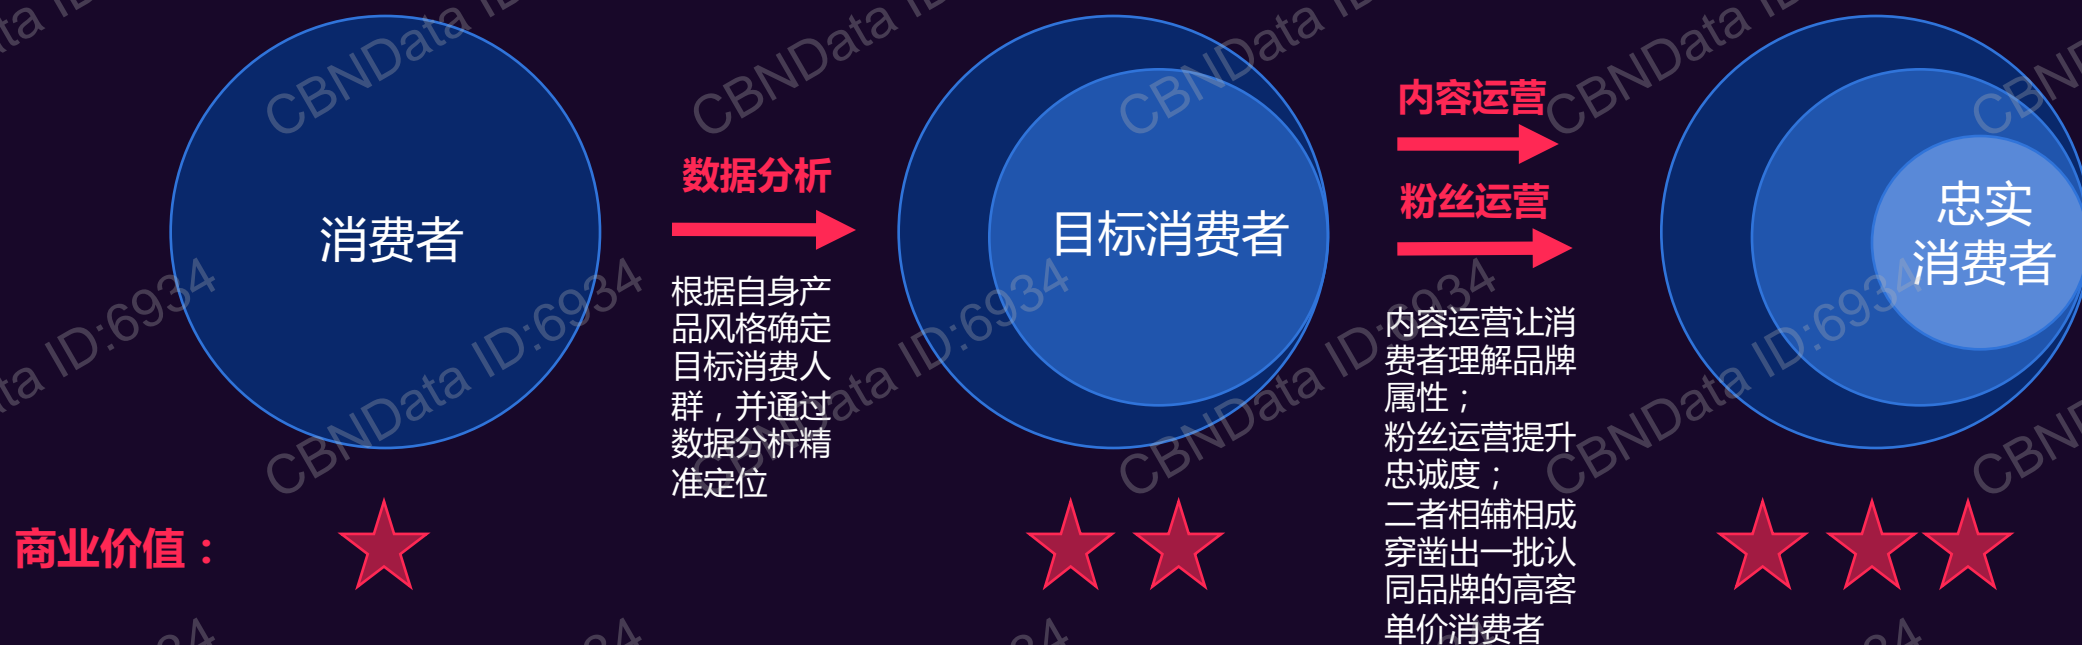 消费者
数据分析
根据自身产
品风格确定
目标消费人
群，并通过
数据分析精
准定位
目标消费者
内容运营
粉丝运营
内容运营让消
费者理解品牌
属性；
粉丝运营提升
忠诚度；
二者相辅相成
穿凿出一批认
同品牌的高客
单价消费者
忠实
消费者
商业价值：
CBNData ID:6934